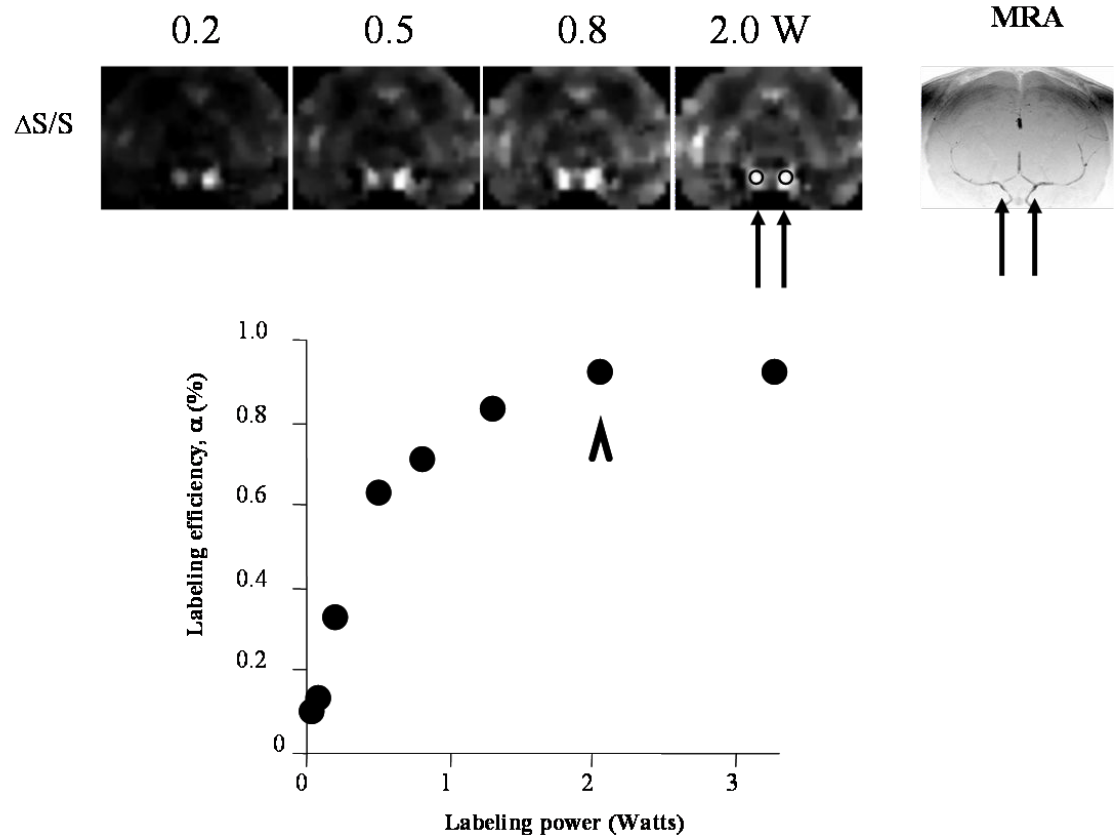 0.2 0.5 0.8 2.0 W MRA
ΔS/S
1.0
0.8
0.6
0.4
0.2
0
Labeling efficiency, α (%)
0 1 2 3
Labeling power (Watts)